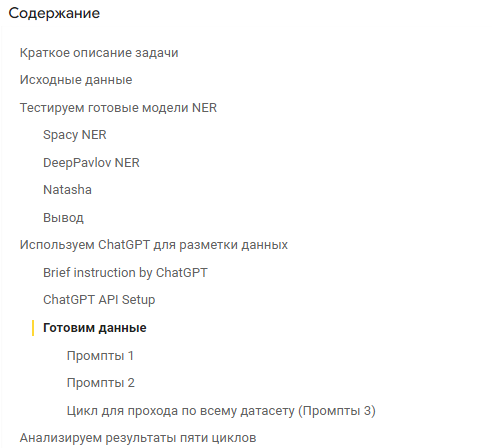 Содержание
Краткое описание задачи
Исходные данные
Тестируем готовые модели NER
Spacy NER
DeepPavlov NER
Natasha
Вывод
Используем ChatGPT для разметки данных
Brief instruction by ChatGPT
ChatGPT API Setup
Готовим данные
Промпты 1
Промпты 2
Цикл для прохода по всему датасету (Промпты 3)
Анализируем результаты пяти циклов